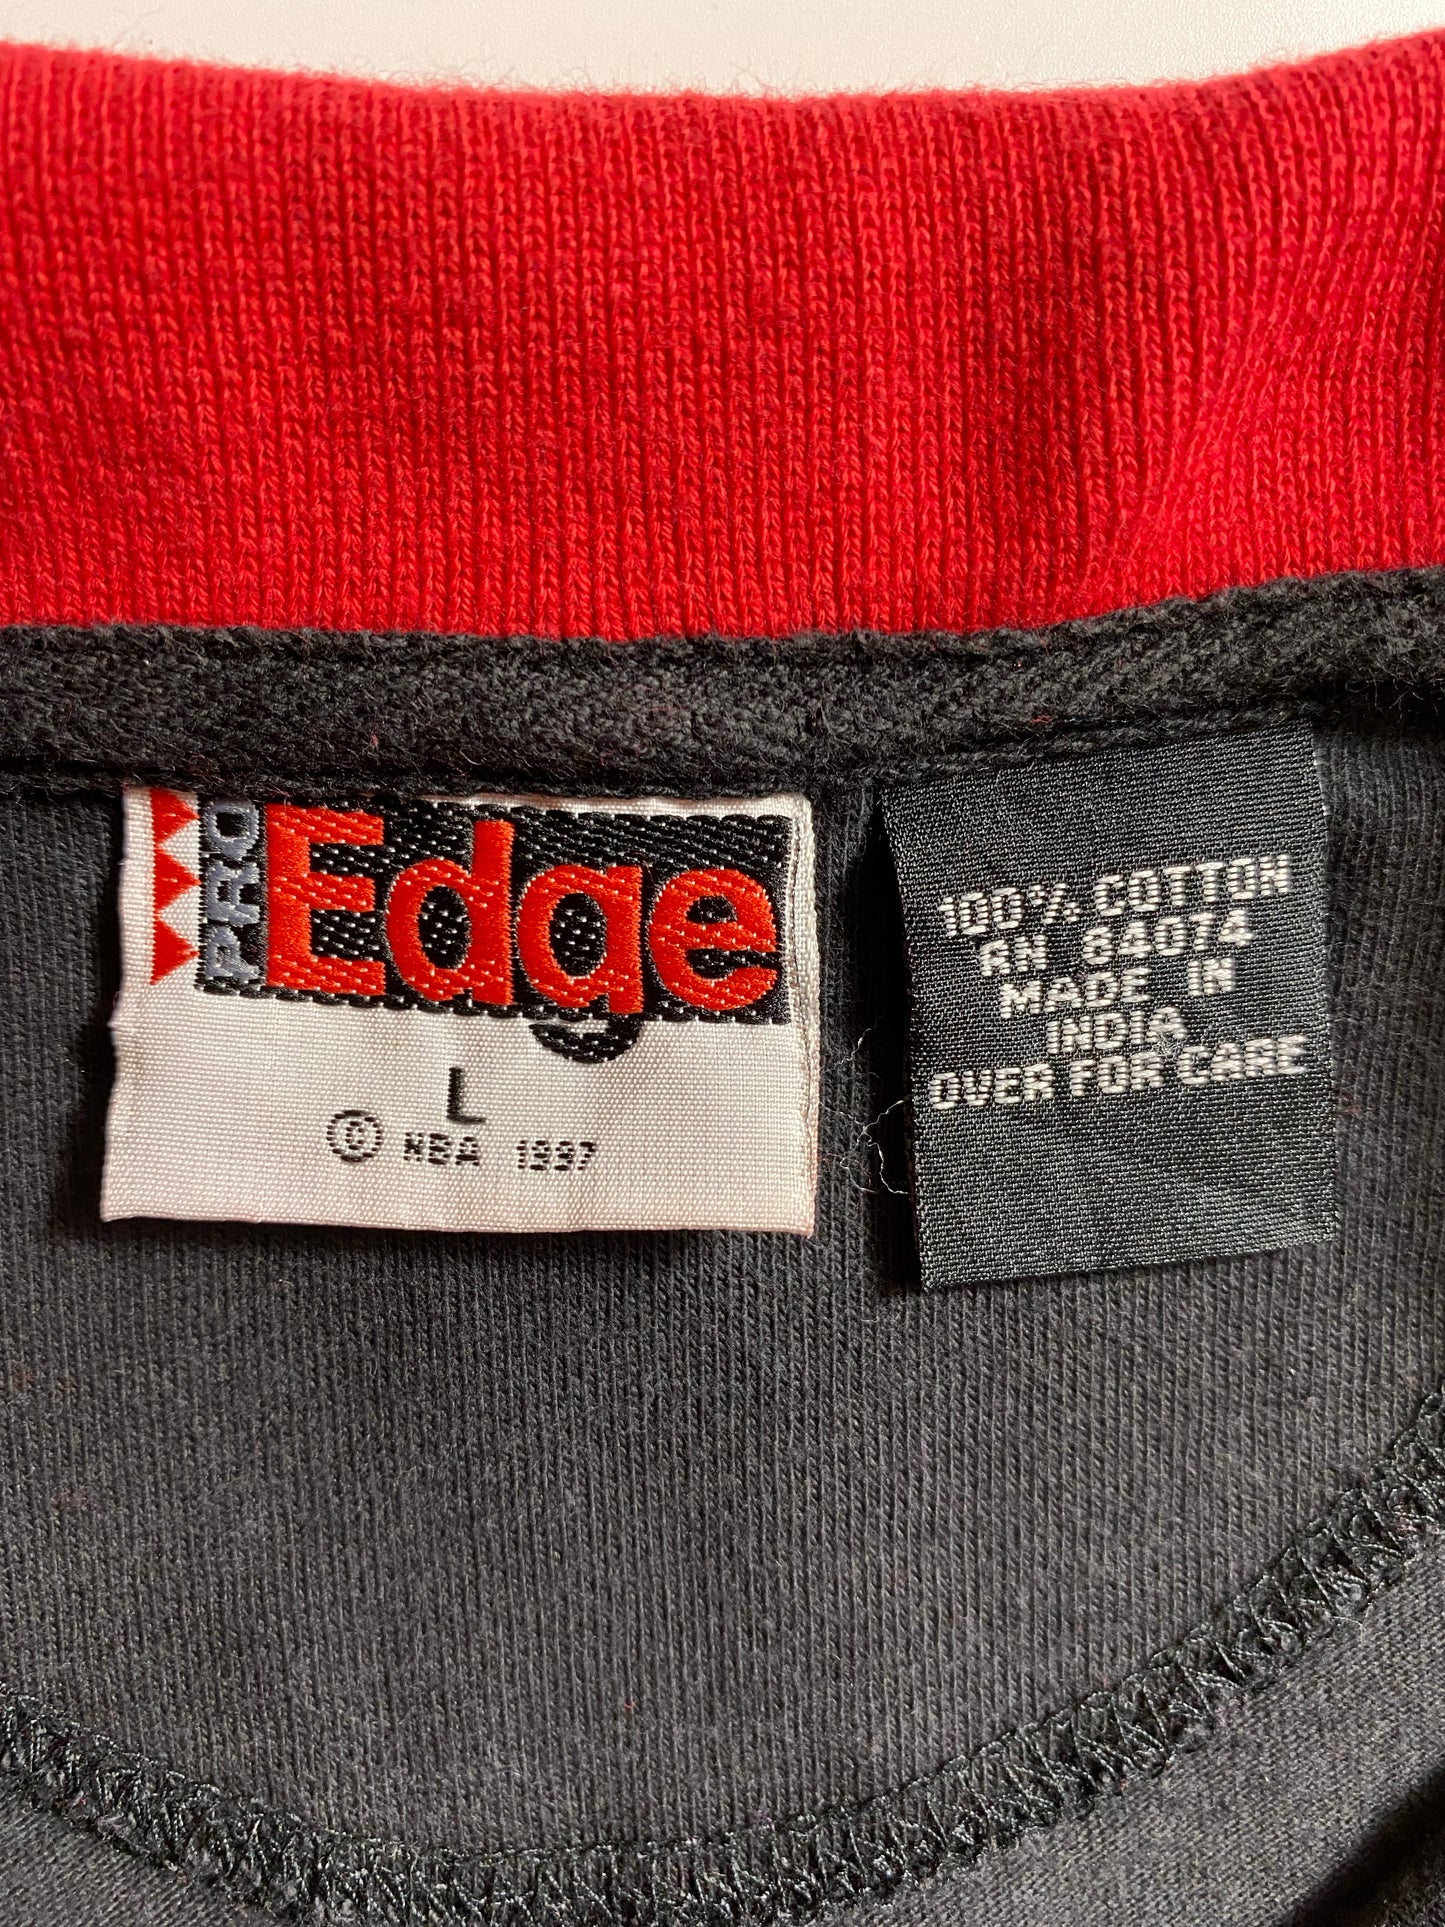 PRO Edge
L
© NBA 1997
100% COTTON
RN 84074
MADE IN
INDIA
OVER FOR CARE